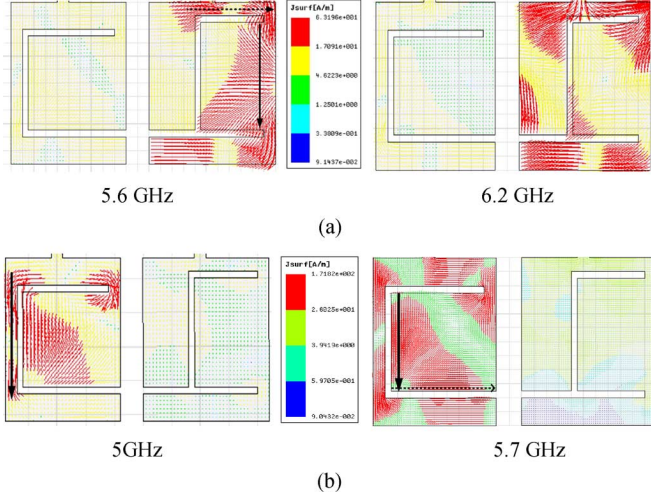 Jsurf[A/m]
6.3196e+001
1.7091e+001
4.6223e+000
1.2501e+000
3.3009e-001
9.1437e-002
5.6 GHz
6.2 GHz
(a)
Jsurf[A/m]
1.7102e+002
2.6025e+001
3.9419e+000
5.9705e-001
9.0432e-002
5GHz
5.7 GHz
(b)